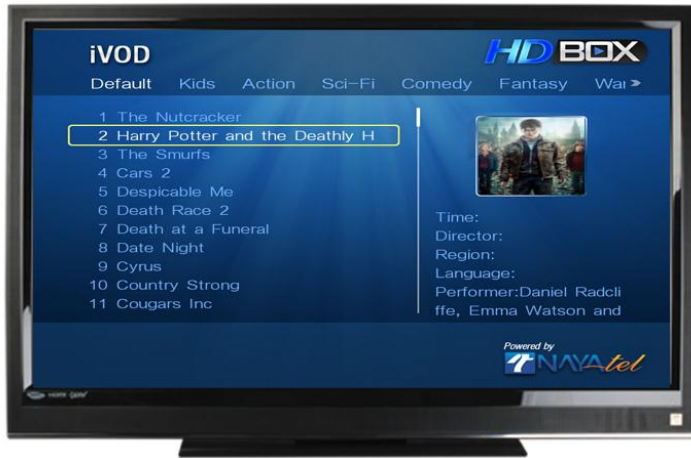 iVOD
HD BOX
Default Kids Action Sci-Fi Comedy Fantasy War >>
1 The Nutcracker
2 Harry Potter and the Deathly H
3 The Smurfs
4 Cars 2
5 Despicable Me
6 Death Race 2
7 Death at a Funeral
8 Date Night
9 Cyrus
10 Country Strong
11 Cougars Inc
Time:
Director:
Region:
Language:
Performer:Daniel Radcli
ffe, Emma Watson and
Powered by
NAYAtel
HDMI